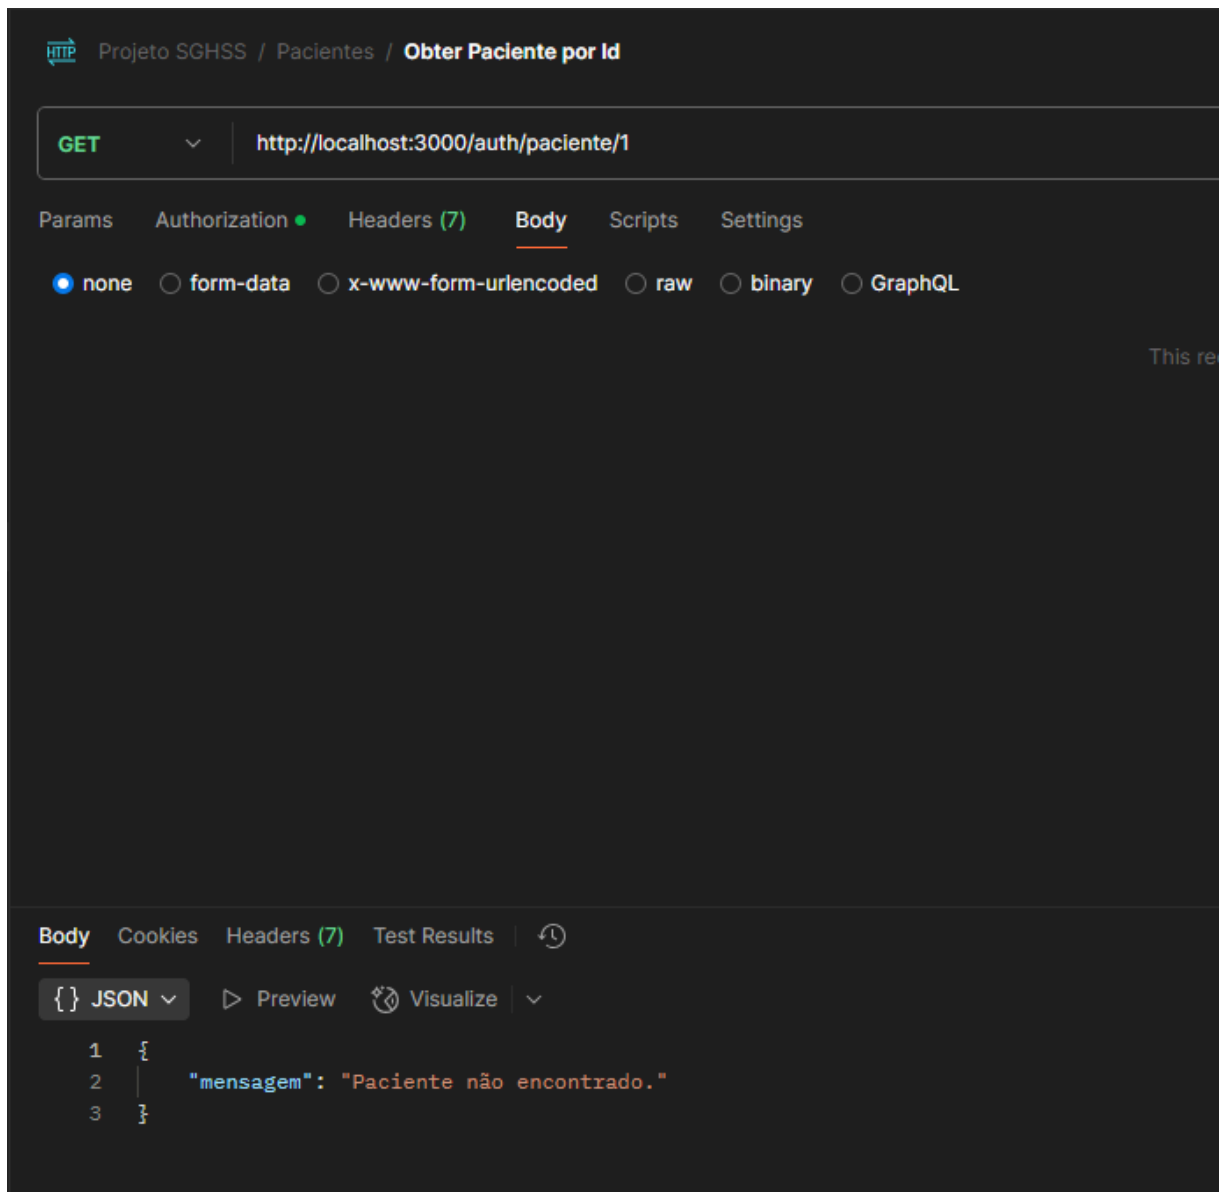 HTTP Projeto SGHSS / Pacientes / Obter Paciente por Id
GET http://localhost:3000/auth/paciente/1
Params Authorization Headers (7) Body Scripts Settings
none form-data x-www-form-urlencoded raw binary GraphQL
This re
Body Cookies Headers (7) Test Results
{} JSON Preview Visualize
1 {
2 "mensagem": "Paciente não encontrado."
3 }